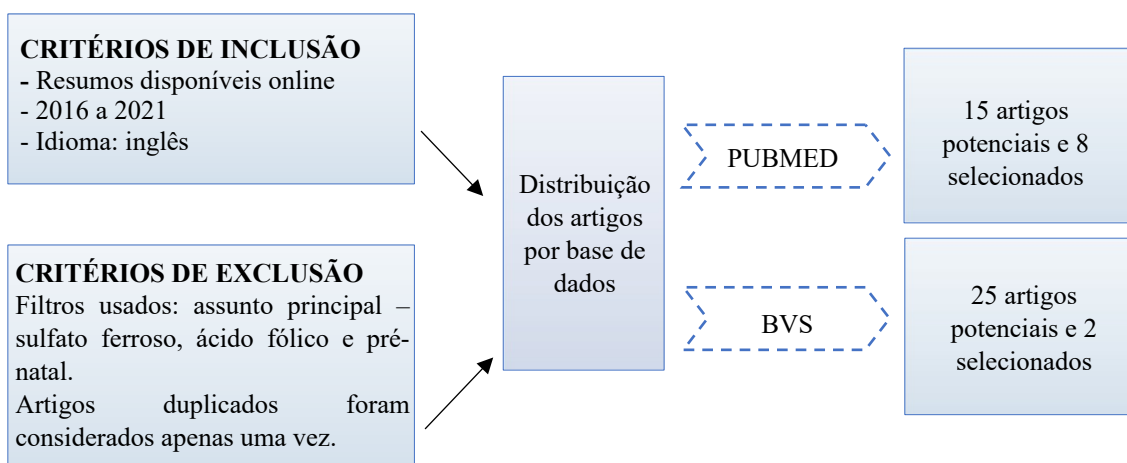 CRITÉRIOS DE INCLUSÃO
- Resumos disponíveis online
- 2016 a 2021
- Idioma: inglês
CRITÉRIOS DE EXCLUSÃO
Filtros usados: assunto principal –
sulfato ferroso, ácido fólico e pré-
natal.
Artigos duplicados foram
considerados apenas uma vez.
Distribuição
dos artigos
por base de
dados
PUBMED
15 artigos
potenciais e 8
selecionados
BVS
25 artigos
potenciais e 2
selecionados